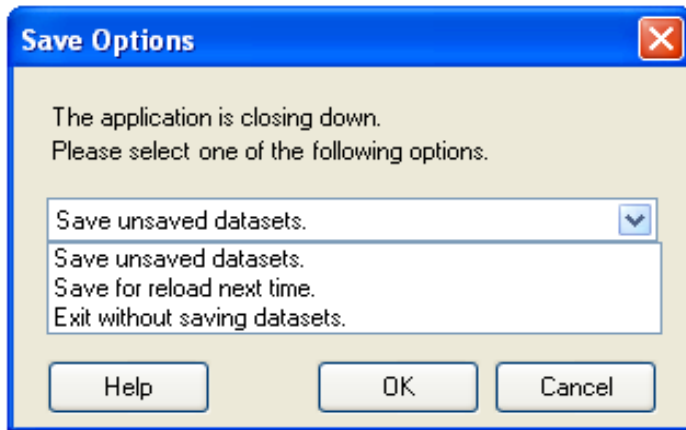 Save Options
The application is closing down.
Please select one of the following options.
Save unsaved datasets.
Save unsaved datasets.
Save for reload next time.
Exit without saving datasets.
Help OK Cancel